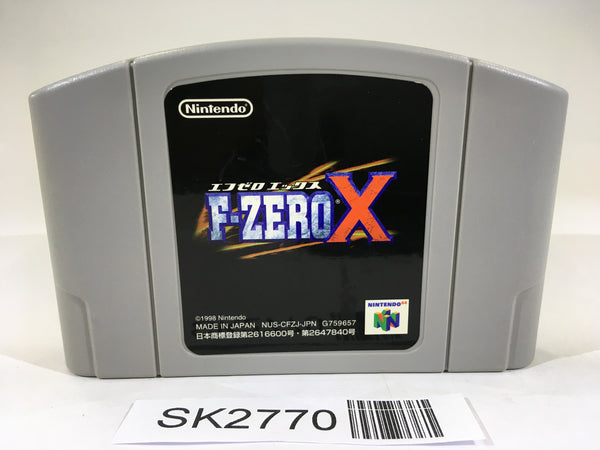 Nintendo
エフゼロ エックス
F-ZERO® X
©1998 Nintendo
MADE IN JAPAN NUS-CFZJ-JPN G759657
日本商標登録第2616600号・第2647840号
NINTENDO 64
SK2770